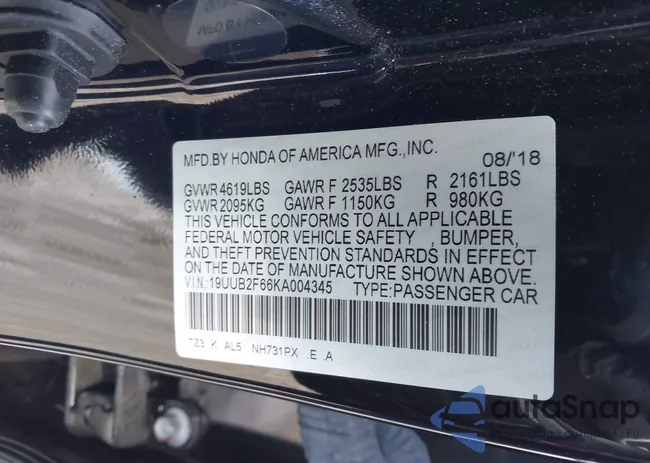 MFD.BY HONDA OF AMERICA MFG.,INC. 08/'18
GVWR 4619LBS GAWR F 2535LBS R 2161LBS
GVWR 2095KG GAWR F 1150KG R 980KG
THIS VEHICLE CONFORMS TO ALL APPLICABLE
FEDERAL MOTOR VEHICLE SAFETY , BUMPER,
AND THEFT PREVENTION STANDARDS IN EFFECT
ON THE DATE OF MANUFACTURE SHOWN ABOVE.
V.I.N.:19UUB2F66KA004345 TYPE:PASSENGER CAR
TZ3 K AL5 NH731PX .E .A
autoSnap